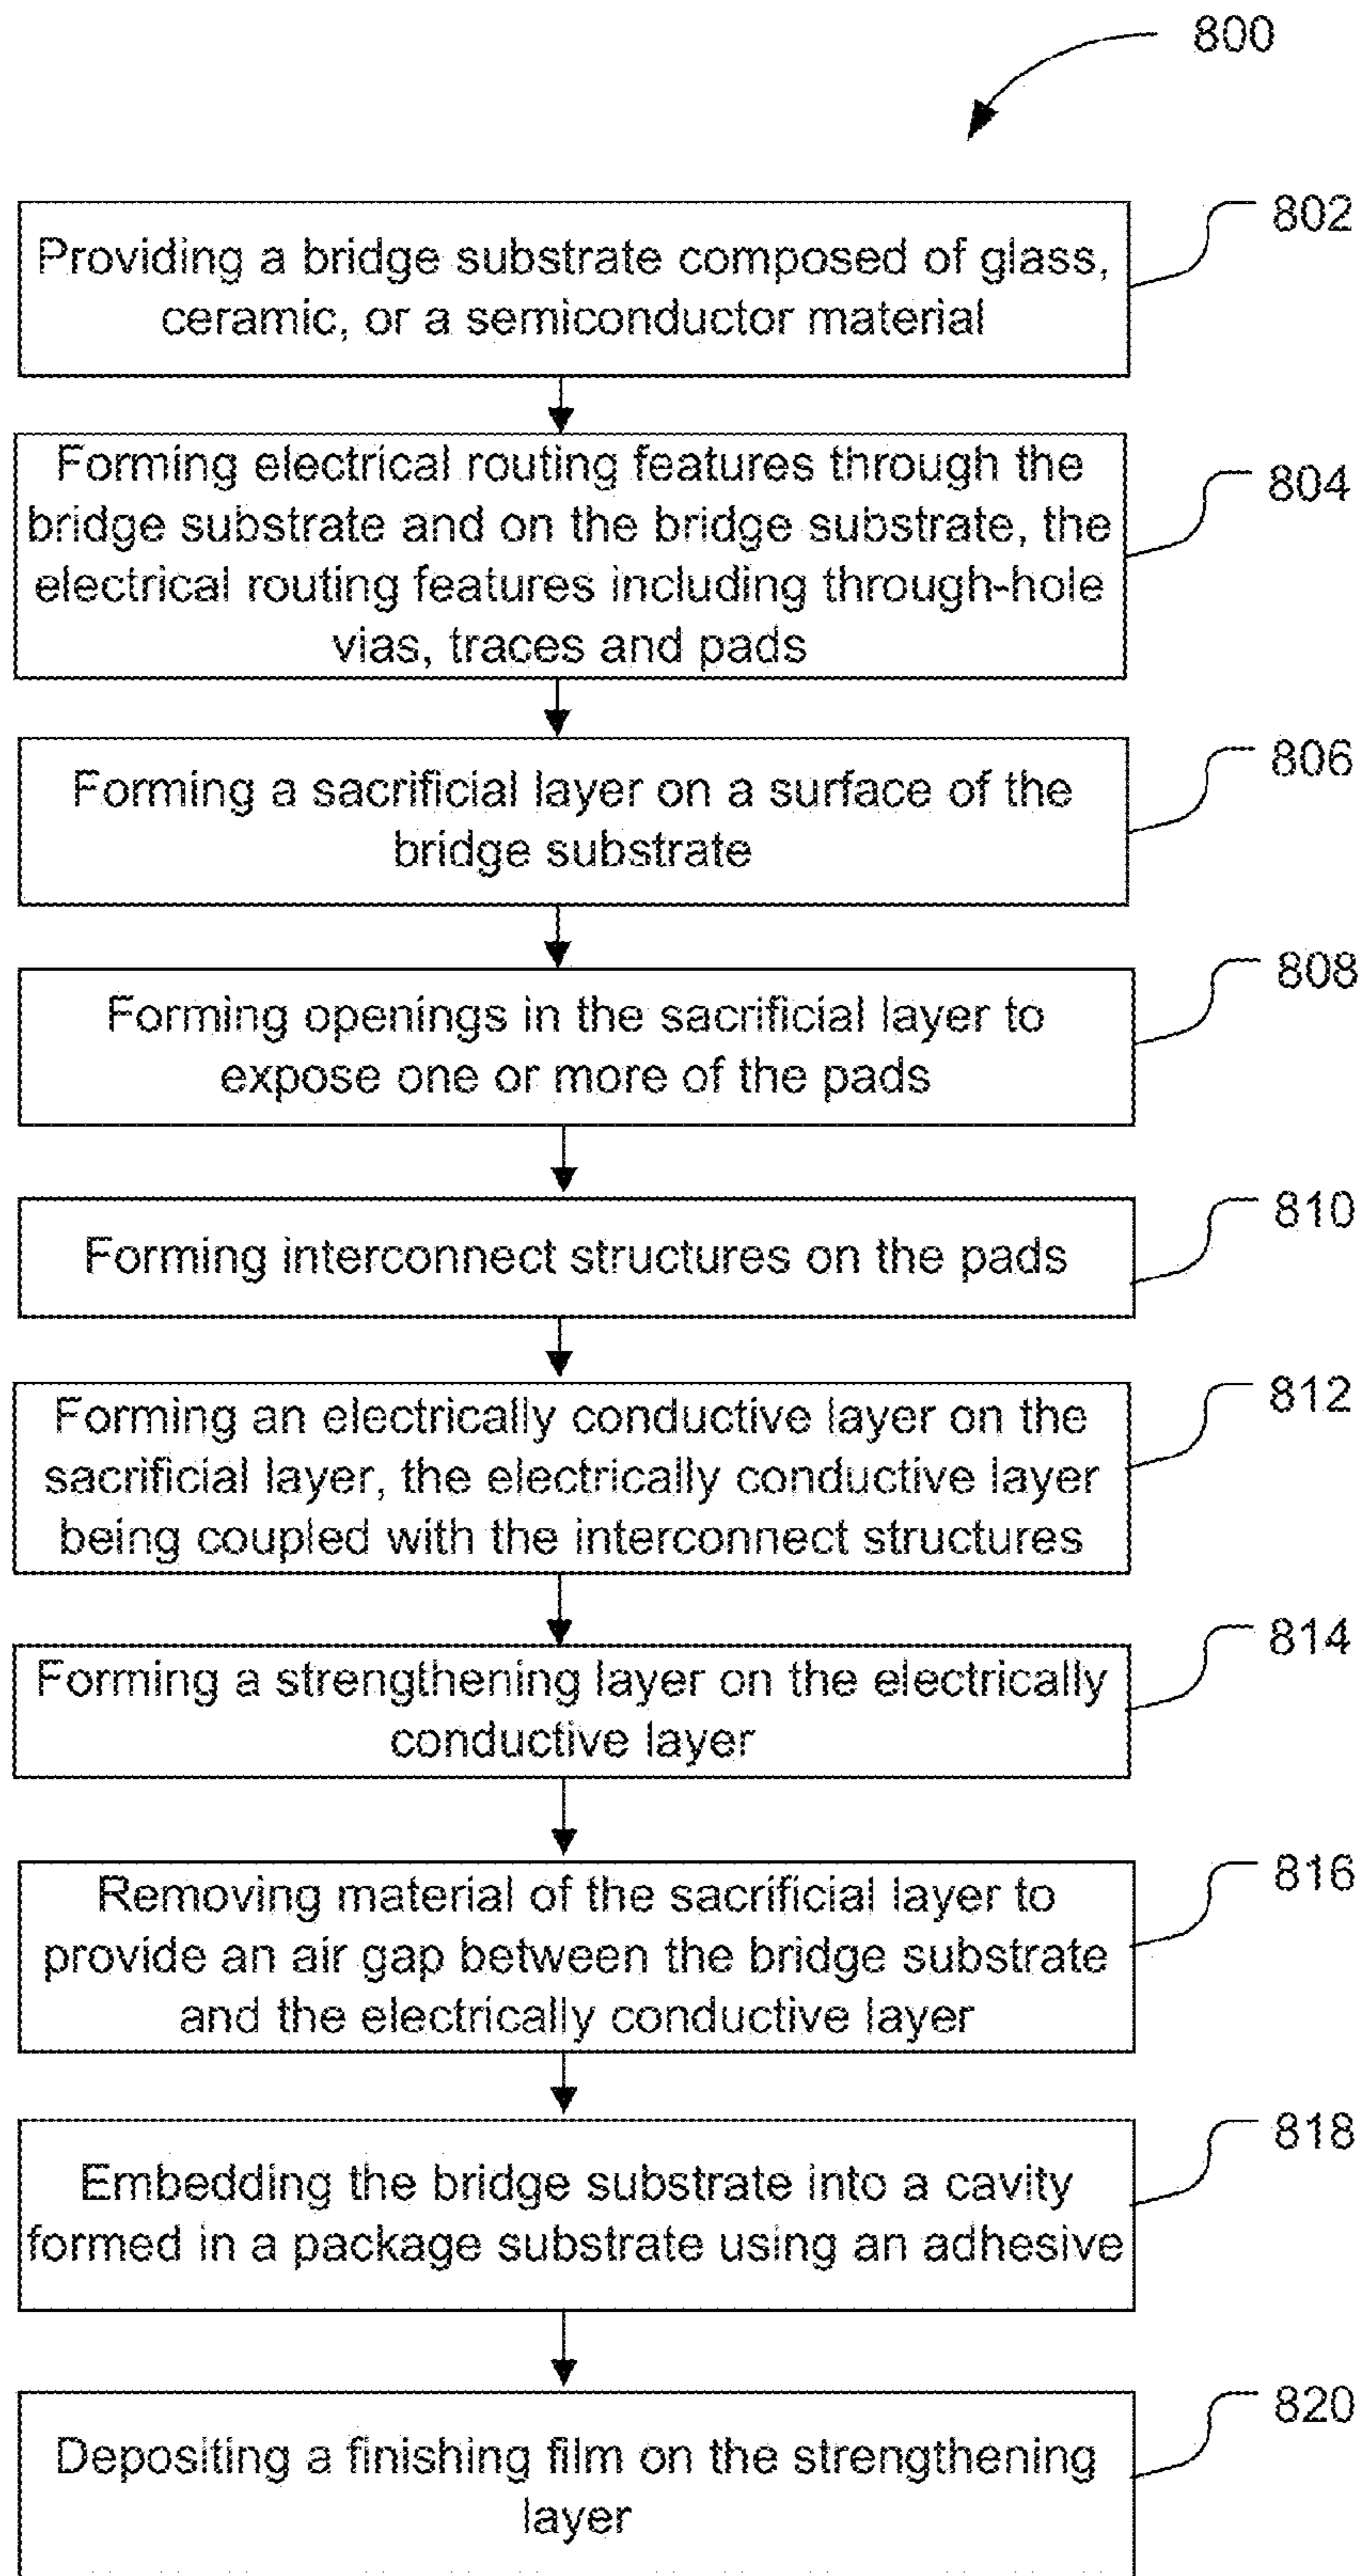 800
802
Providing a bridge substrate composed of glass,
ceramic, or a semiconductor material
804
Forming electrical routing features through the
bridge substrate and on the bridge substrate, the
electrical routing features including through-hole
vias, traces and pads
806
Forming a sacrificial layer on a surface of the
bridge substrate
808
Forming openings in the sacrificial layer to
expose one or more of the pads
810
Forming interconnect structures on the pads
812
Forming an electrically conductive layer on the
sacrificial layer, the electrically conductive layer
being coupled with the interconnect structures
814
Forming a strengthening layer on the electrically
conductive layer
816
Removing material of the sacrificial layer to
provide an air gap between the bridge substrate
and the electrically conductive layer
818
Embedding the bridge substrate into a cavity
formed in a package substrate using an adhesive
820
Depositing a finishing film on the strengthening
layer